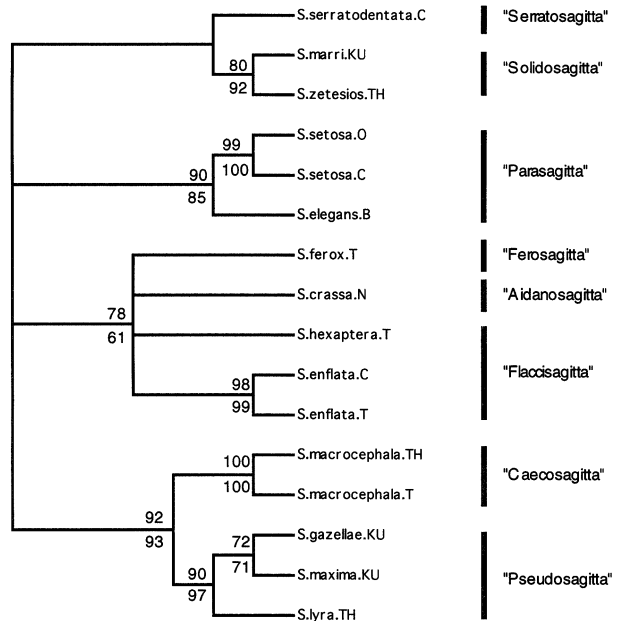 S.serratodentata.C "Serratosagitta"
S.marri.KU
80
"Solidosagitta"
92
S.zetesios.TH
S.setosa.O
99
100
S.setosa.C
"Parasagitta"
90
85
S.elegans.B
S.ferox.T "Ferosagitta"
S.crassa.N "Aidanosagitta"
78
61
S.hexaptera.T
S.enflata.C
"Flaccisagitta"
98
99
S.enflata.T
S.macrocephala.TH
100
100
"Caecosagitta"
S.macrocephala.T
92
93
S.gazellae.KU
72
71
S.maxima.KU
"Pseudosagitta"
90
97
S.lyra.TH